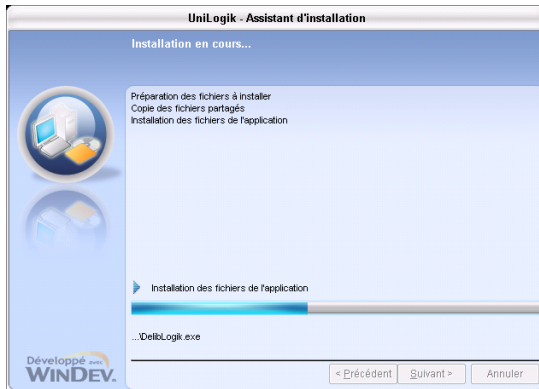 UniLogik - Assistant d'installation
Installation en cours...
Préparation des fichiers à installer
Copie des fichiers partagés
Installation des fichiers de l'application
Installation des fichiers de l'application
...\DelibLogik.exe
Développé avec
WINDEV.
< Précédent
Suivant >
Annuler